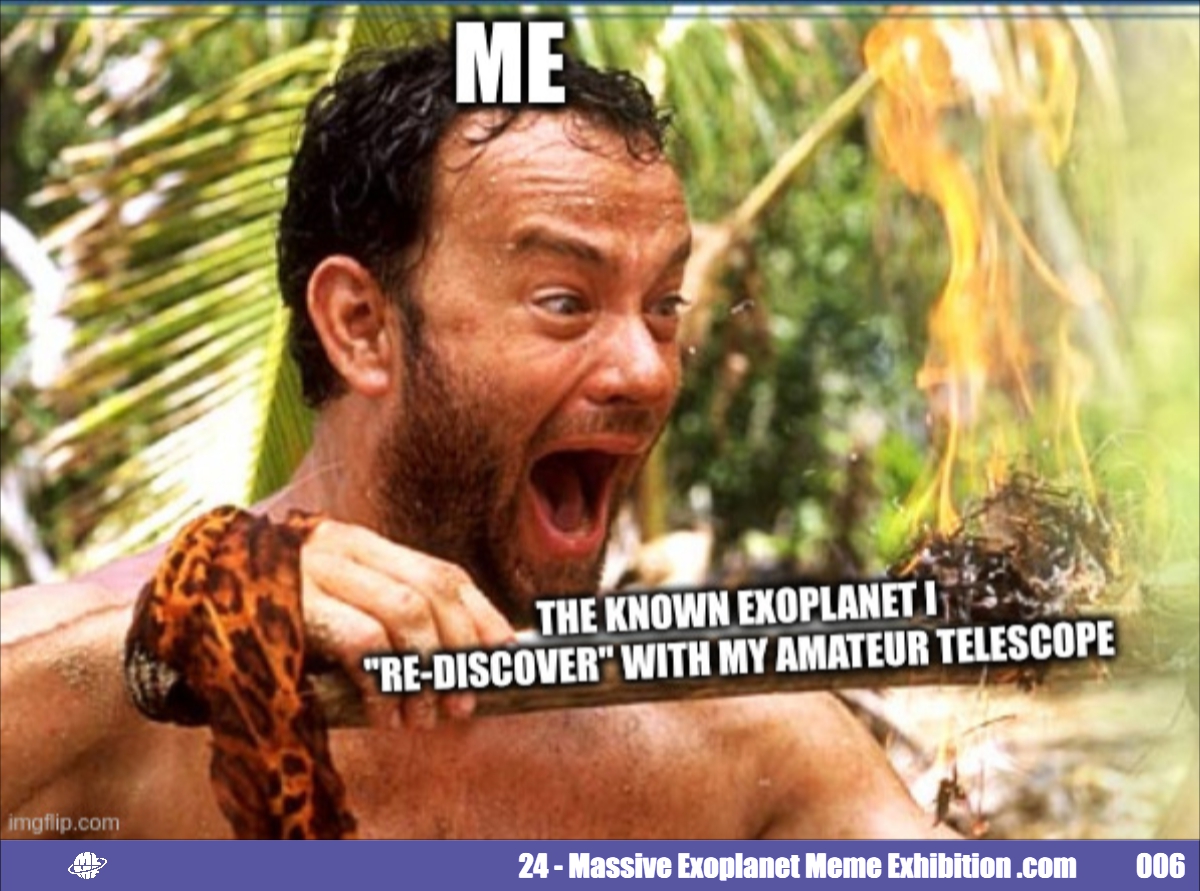 ME
THE KNOWN EXOPLANET I
"RE-DISCOVER" WITH MY AMATEUR TELESCOPE
imgflip.com
24 - Massive Exoplanet Meme Exhibition .com
006